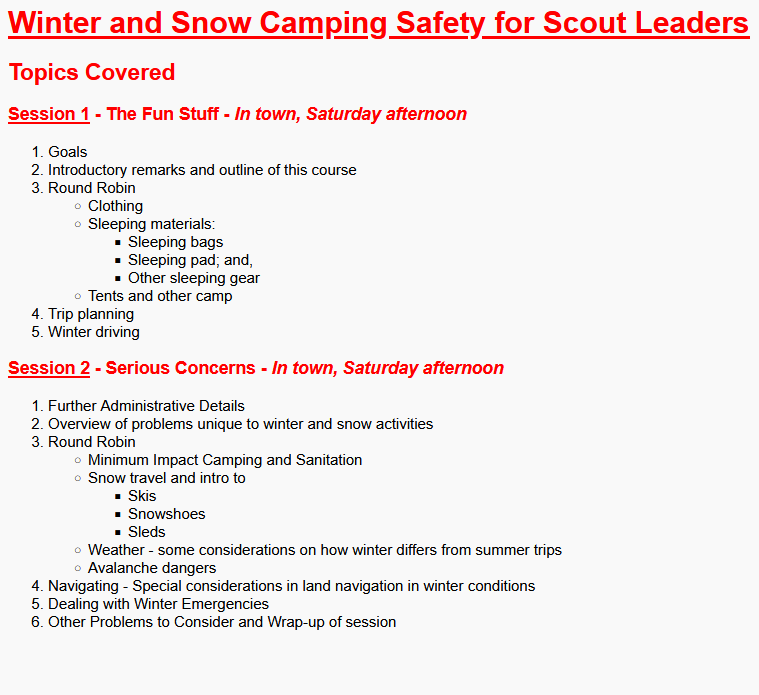 Winter and Snow Camping Safety for Scout Leaders
Topics Covered
Session 1 - The Fun Stuff - In town, Saturday afternoon
1. Goals
2. Introductory remarks and outline of this course
3. Round Robin
○ Clothing
○ Sleeping materials:
▪ Sleeping bags
▪ Sleeping pad; and,
▪ Other sleeping gear
○ Tents and other camp
4. Trip planning
5. Winter driving
Session 2 - Serious Concerns - In town, Saturday afternoon
1. Further Administrative Details
2. Overview of problems unique to winter and snow activities
3. Round Robin
○ Minimum Impact Camping and Sanitation
○ Snow travel and intro to
▪ Skis
▪ Snowshoes
▪ Sleds
○ Weather - some considerations on how winter differs from summer trips
○ Avalanche dangers
4. Navigating - Special considerations in land navigation in winter conditions
5. Dealing with Winter Emergencies
6. Other Problems to Consider and Wrap-up of session